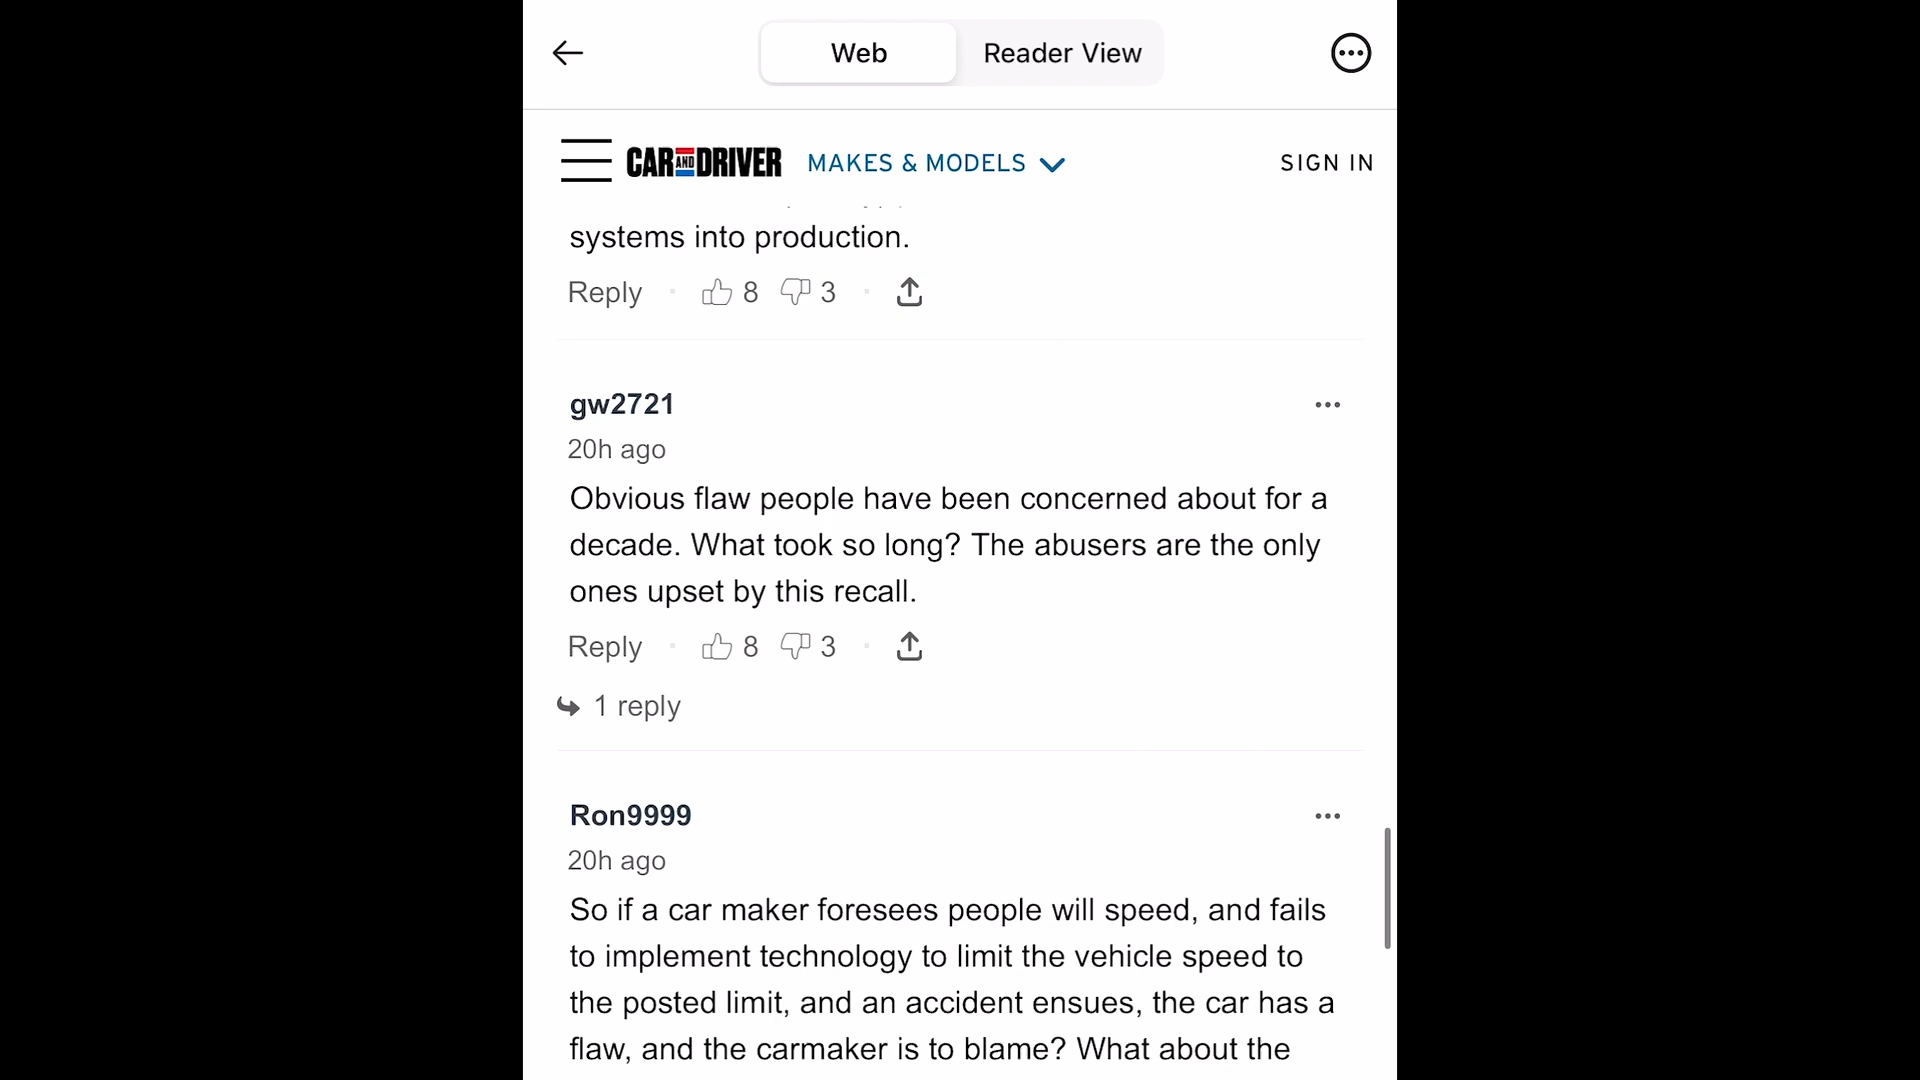 Web
Reader View
CAR AND DRIVER
MAKES & MODELS
SIGN IN
systems into production.
Reply
8
3
gw2721
20h ago
Obvious flaw people have been concerned about for a
decade. What took so long? The abusers are the only
ones upset by this recall.
Reply
8
3
1 reply
Ron9999
20h ago
So if a car maker foresees people will speed, and fails
to implement technology to limit the vehicle speed to
the posted limit, and an accident ensues, the car has a
flaw, and the carmaker is to blame? What about the